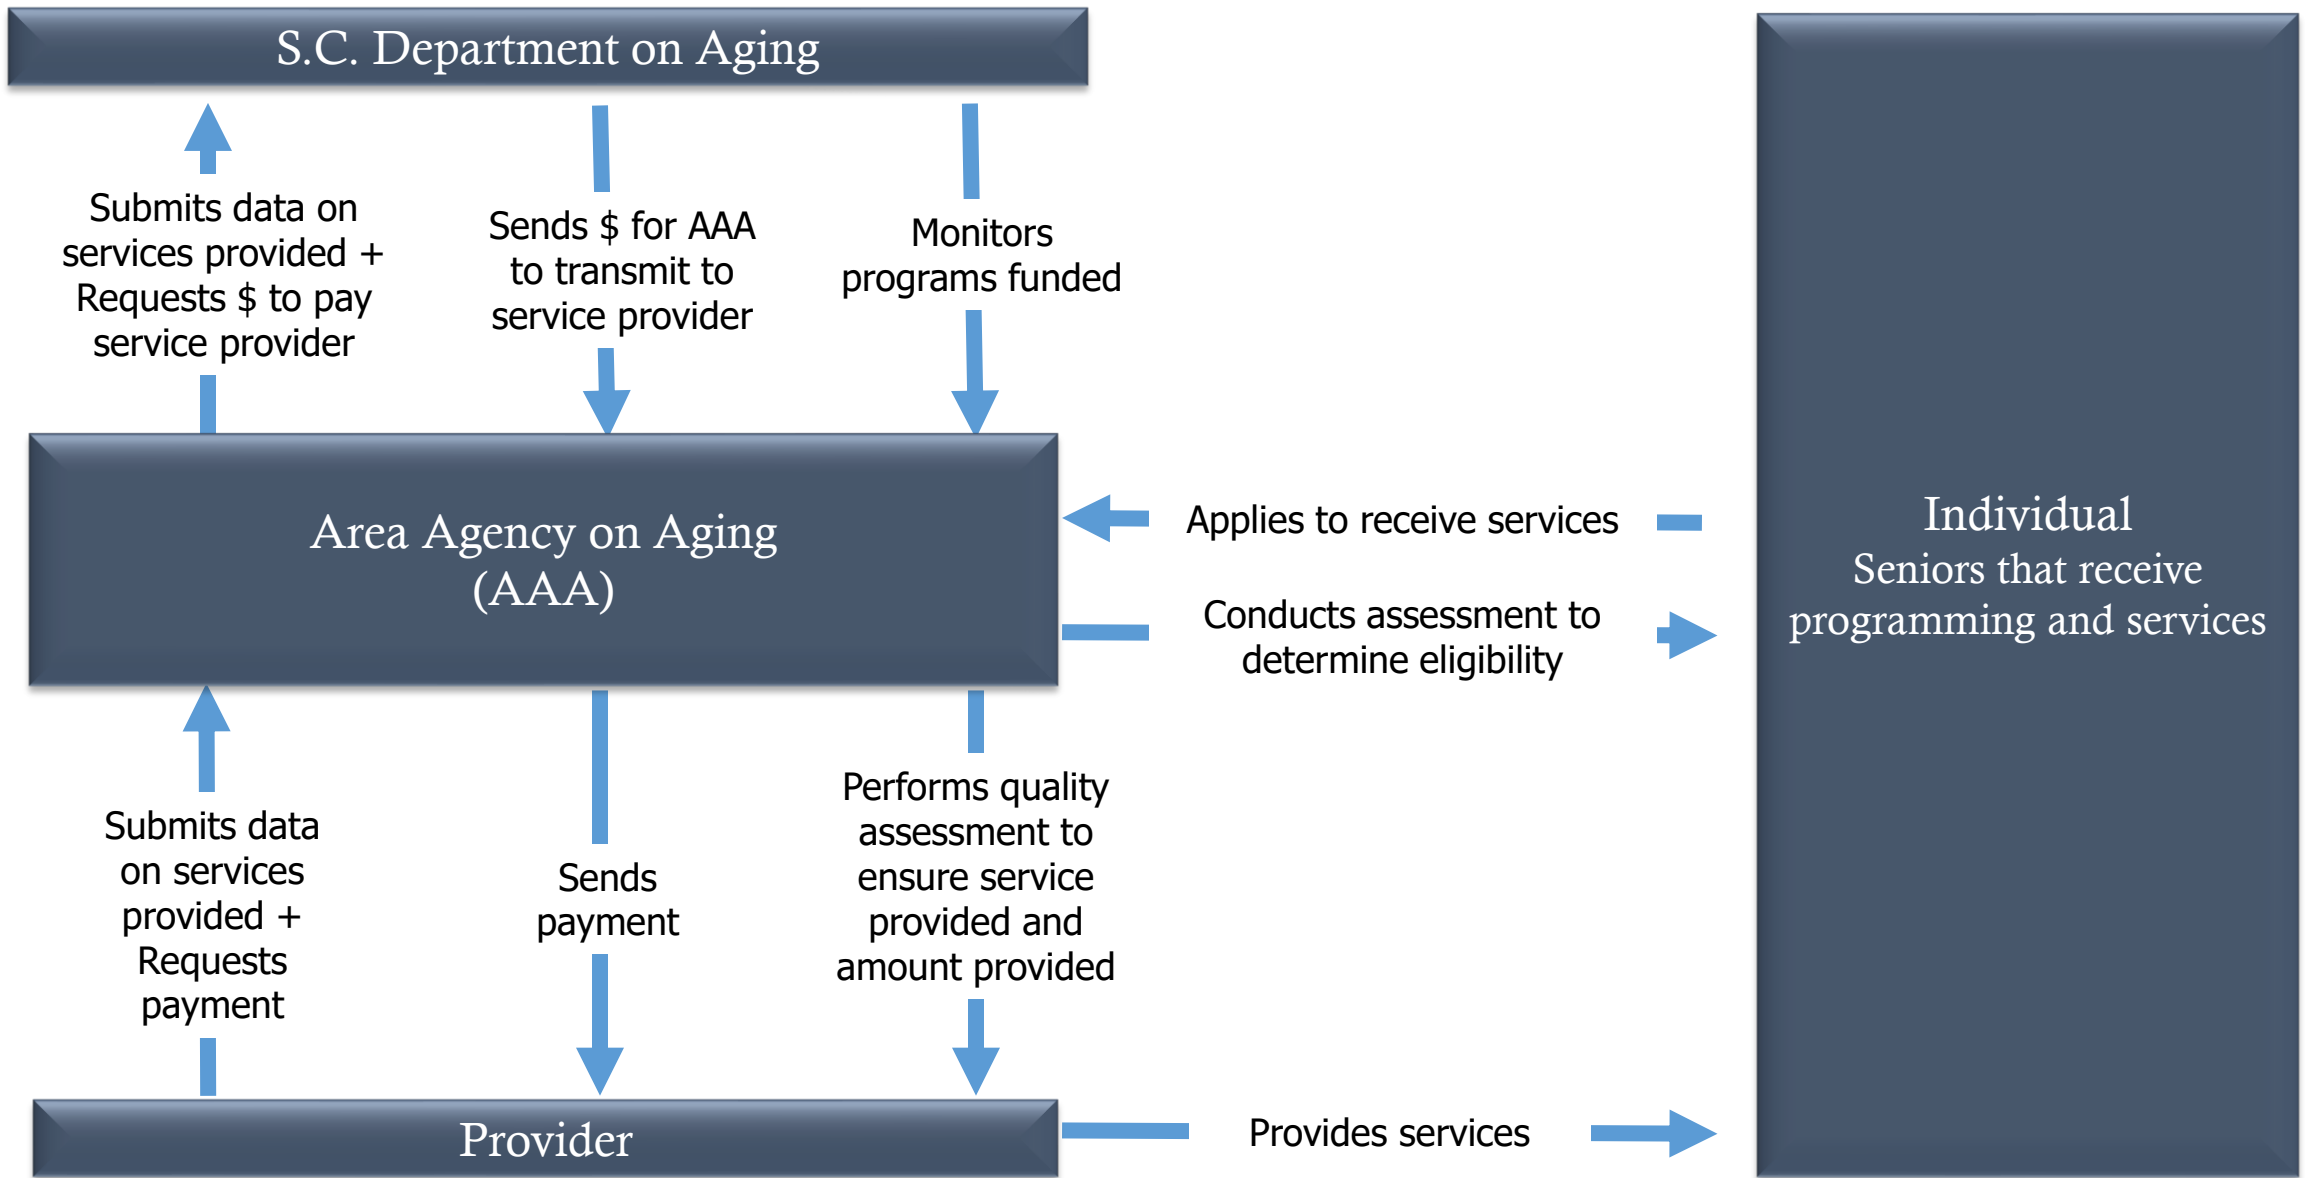 S.C. Department on Aging
Submits data on
services provided +
Requests $ to pay
service provider
Sends $ for AAA
to transmit to
service provider
Monitors
programs funded
Area Agency on Aging
(AAA)
Applies to receive services
Conducts assessment to
determine eligibility
Individual
Seniors that receive
programming and services
Submits data
on services
provided +
Requests
payment
Sends
payment
Performs quality
assessment to
ensure service
provided and
amount provided
Provider
Provides services